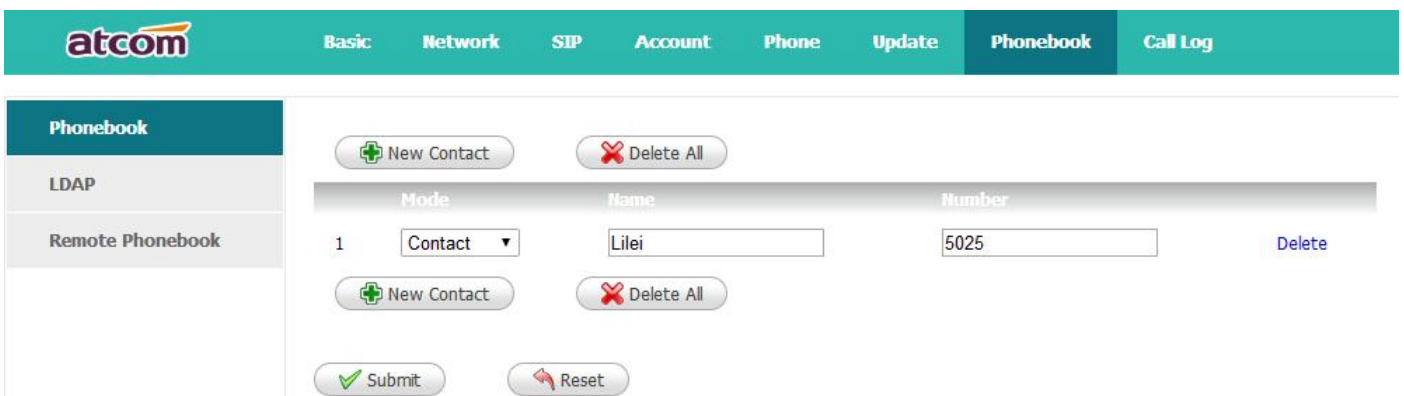 atcom Basic Network SIP Account Phone Update Phonebook Call Log
Phonebook
LDAP
Remote Phonebook
New Contact Delete All
Mode Name Number
1 Contact Lilei 5025 Delete
New Contact Delete All
Submit Reset